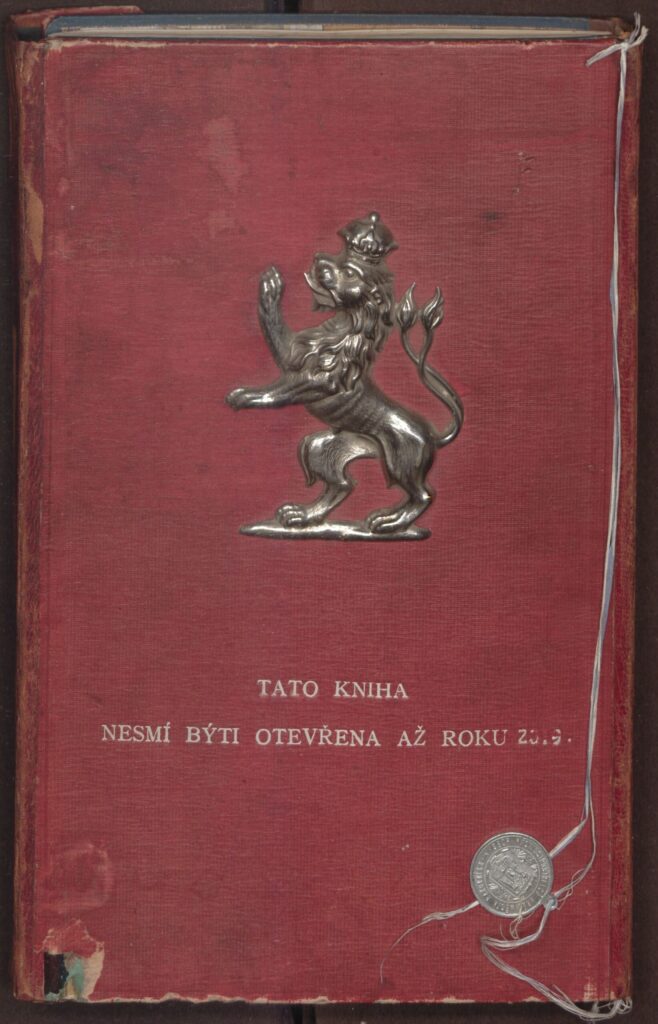 TATO KNIHA
NESMÍ BÝTI OTEVŘENA AŽ ROKU